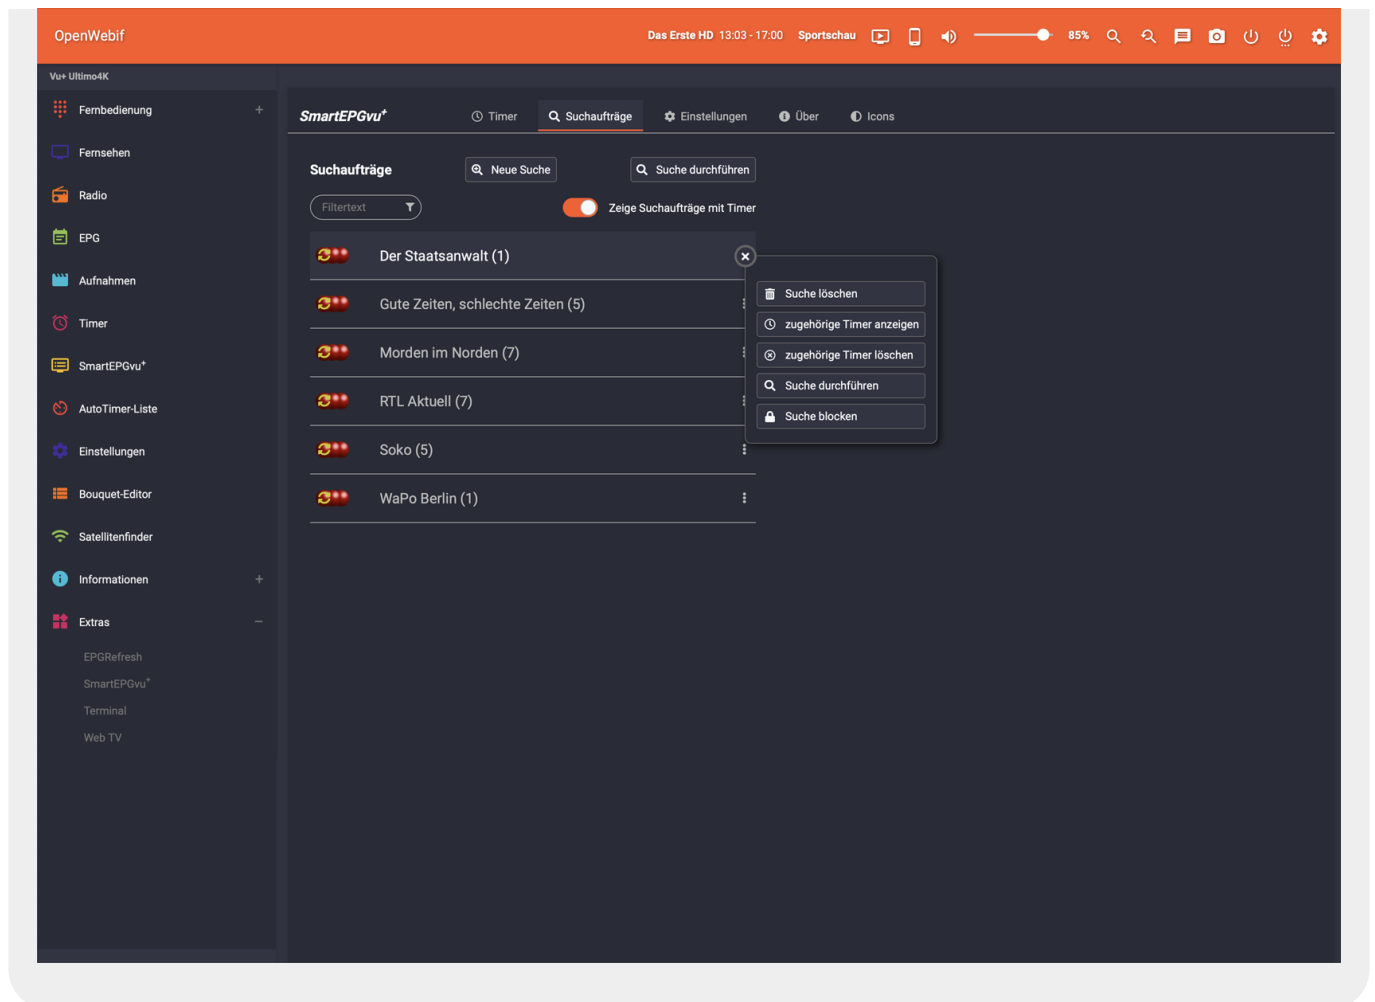 OpenWebif
Das Erste HD 13:03 - 17:00 Sportschau
85%
Vu+ Ultimo4K
Fernbedienung +
Fernsehen
Radio
EPG
Aufnahmen
Timer
SmartEPGvu+
AutoTimer-Liste
Einstellungen
Bouquet-Editor
Satellitenfinder
Informationen +
Extras −
EPGRefresh
SmartEPGvu+
Terminal
Web TV
SmartEPGvu+
Timer
Suchaufträge
Einstellungen
Über
Icons
Suchaufträge
Neue Suche
Suche durchführen
Filtertext
Zeige Suchaufträge mit Timer
Der Staatsanwalt (1)
Gute Zeiten, schlechte Zeiten (5)
Morden im Norden (7)
RTL Aktuell (7)
Soko (5)
WaPo Berlin (1)
Suche löschen
zugehörige Timer anzeigen
zugehörige Timer löschen
Suche durchführen
Suche blocken